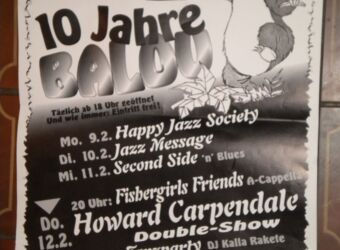 10 Jahre
BALOU
Täglich ab 18 Uhr geöffnet
Und wie immer: Eintritt frei!
Mo. 9.2. Happy Jazz Society
Di. 10.2. Jazz Message
Mi. 11.2. Second Side 'n' Blues
20 Uhr: Fishergirls Friends A-Cappella
Do. Howard Carpendale
12.2. Double-Show
Tanzparty DJ Kalla Rakete